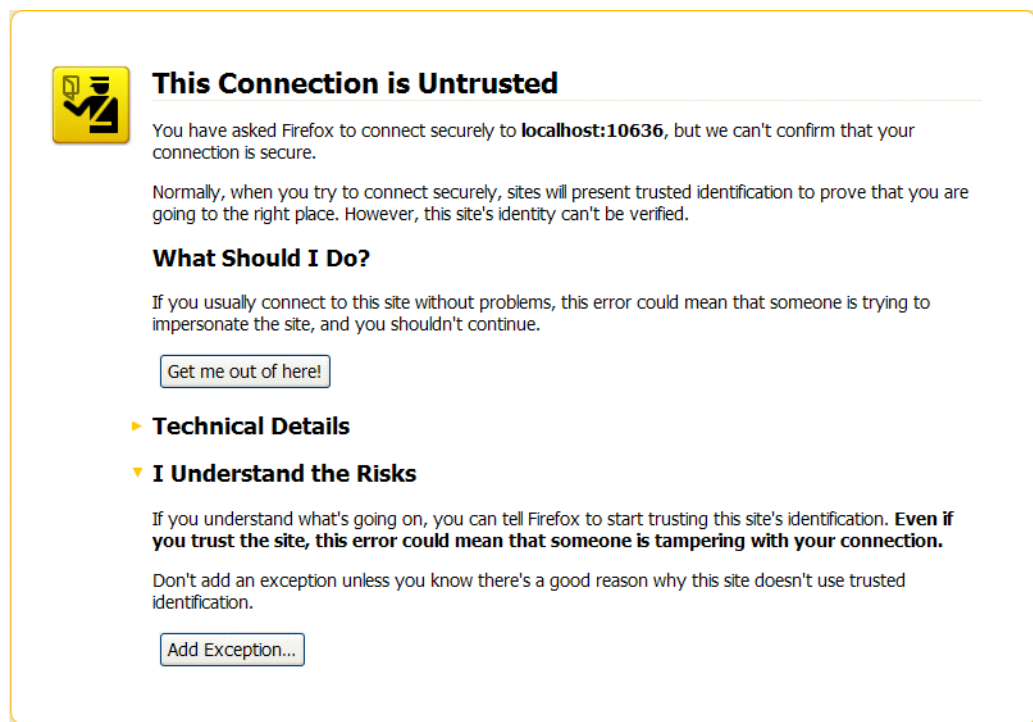 This Connection is Untrusted
You have asked Firefox to connect securely to localhost:10636, but we can't confirm that your
connection is secure.
Normally, when you try to connect securely, sites will present trusted identification to prove that you are
going to the right place. However, this site's identity can't be verified.
What Should I Do?
If you usually connect to this site without problems, this error could mean that someone is trying to
impersonate the site, and you shouldn't continue.
Get me out of here!
Technical Details
I Understand the Risks
If you understand what's going on, you can tell Firefox to start trusting this site's identification. Even if
you trust the site, this error could mean that someone is tampering with your connection.
Don't add an exception unless you know there's a good reason why this site doesn't use trusted
identification.
Add Exception...